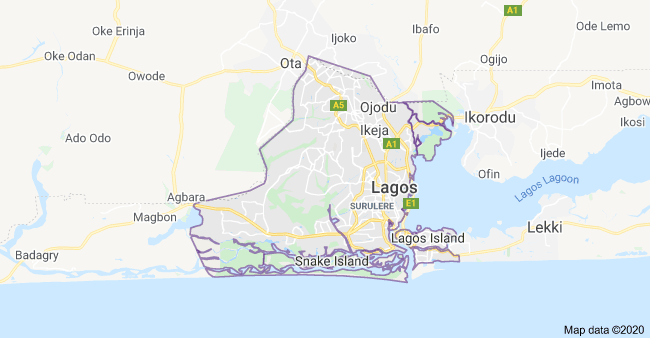 A1
Ode Lemo
Oke Erinja
Ijoko
Ibafo
Oke Odan
Ota
Ogijo
Owode
Imota
A5
Ojodu
Agbow
Ikorodu
Ikosi
Ikeja
Ado Odo
A1
Ijede
Ofin
Lagos
Lagos Lagoon
Agbara
SURULERE
E1
Magbon
Lekki
Lagos Island
Badagry
Snake Island
Map data ©2020